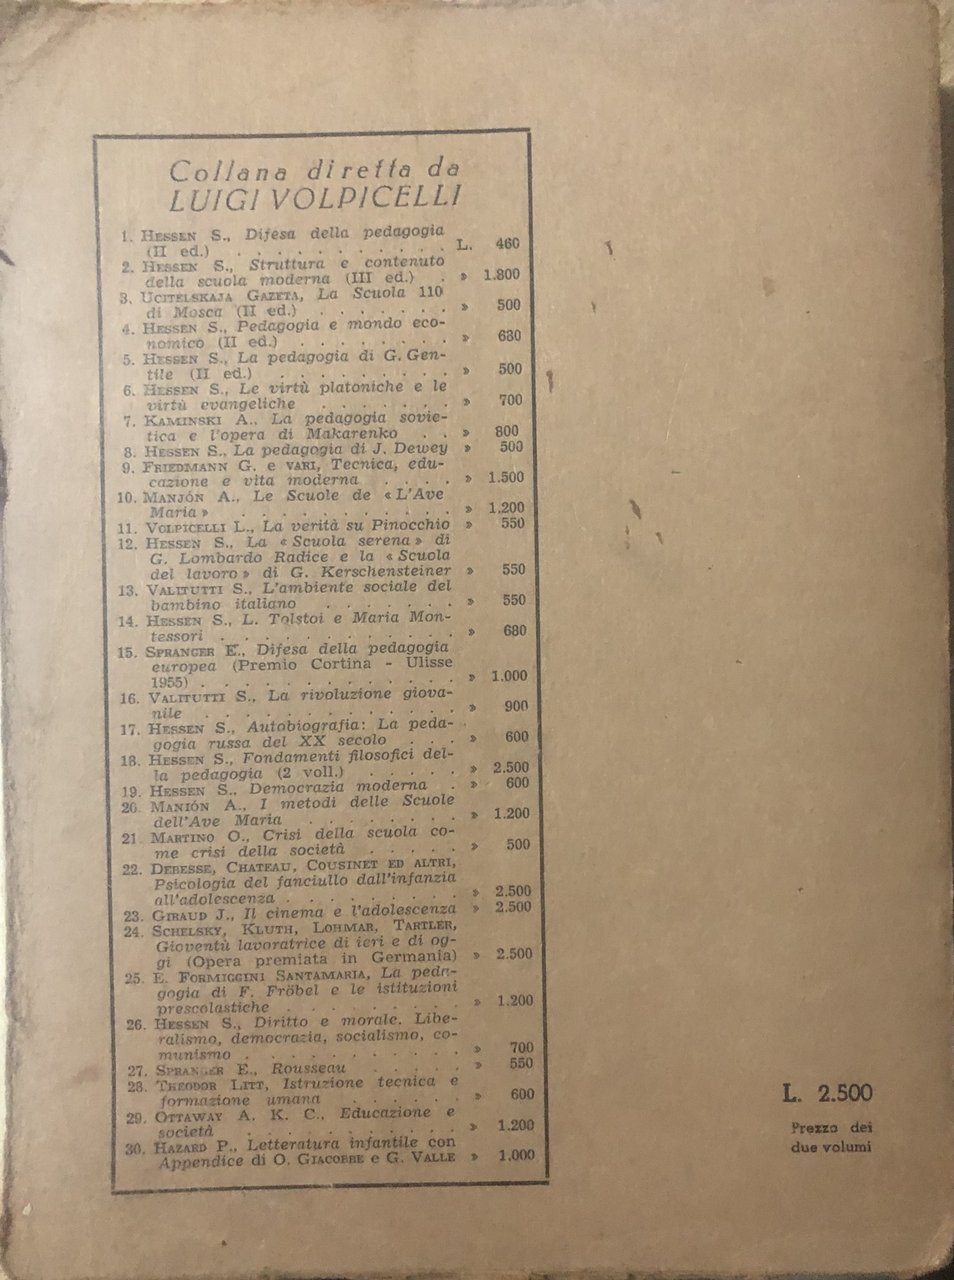 Collana diretta da
LUIGI VOLPICELLI
1. HESSEN S., Difesa della pedagogia
(II ed.) . . . . . . . . . . . L. 460
2. HESSEN S., Struttura e contenuto
della scuola moderna (III ed.) . » 1.800
3. UCITELSKAJA GAZETA, La Scuola 110
di Mosca (II ed.) . . . . . . . » 500
4. HESSEN S., Pedagogia e mondo eco-
nomico (II ed.) . . . . . . . . » 680
5. HESSEN S., La pedagogia di G. Gen-
tile (II ed.) . . . . . . . . . » 500
6. HESSEN S., Le virtù platoniche e le
virtù evangeliche . . . . . . . » 700
7. KAMINSKI A., La pedagogia sovie-
tica e l'opera di Makarenko . . » 800
8. HESSEN S., La pedagogia di J. Dewey » 500
9. FRIEDMANN G. e VARI, Tecnica, edu-
cazione e vita moderna . . . . » 1.500
10. MANJÓN A., Le Scuole de «L'Ave
Maria» . . . . . . . . . . . » 1.200
11. VOLPICELLI L., La verità su Pinocchio » 550
12. HESSEN S., La «Scuola serena» di
G. Lombardo Radice e la «Scuola
del lavoro» di G. Kerschensteiner » 550
13. VALITUTTI S., L'ambiente sociale del
bambino italiano . . . . . . . » 550
14. HESSEN S., L. Tolstoi e Maria Mon-
tessori . . . . . . . . . . . . » 680
15. SPRANGER E., Difesa della pedagogia
europea (Premio Cortina - Ulisse
1955) . . . . . . . . . . . . . » 1.000
16. VALITUTTI S., La rivoluzione giova-
nile . . . . . . . . . . . . . » 900
17. HESSEN S., Autobiografia: La peda-
gogia russa del XX secolo . . . » 600
18. HESSEN S., Fondamenti filosofici del-
la pedagogia (2 voll.) . . . . . » 2.500
19. HESSEN S., Democrazia moderna . » 600
20. MANIÓN A., I metodi delle Scuole
dell'Ave Maria . . . . . . . . » 1.200
21. MARTINO O., Crisi della scuola co-
me crisi della società . . . . . » 500
22. DEBESSE, CHATEAU, COUSINET ED ALTRI,
Psicologia del fanciullo dall'infanzia
all'adolescenza . . . . . . . . . » 2.500
23. GIRAUD J., Il cinema e l'adolescenza » 2.500
24. SCHELSKY, KLUTH, LOHMAR, TARTLER,
Gioventù lavoratrice di ieri e di og-
gi (Opera premiata in Germania) » 2.500
25. E. FORMIGGINI SANTAMARIA, La peda-
gogia di F. Fröbel e le istituzioni
prescolastiche . . . . . . . . . » 1.200
26. HESSEN S., Diritto e morale. Libe-
ralismo, democrazia, socialismo, co-
munismo . . . . . . . . . . . » 700
27. SPRANGER E., Rousseau . . . . . » 550
28. THEODOR LITT, Istruzione tecnica e
formazione umana . . . . . . » 600
29. OTTAWAY A. K. C., Educazione e
società . . . . . . . . . . . . » 1.200
30. HAZARD P., Letteratura infantile con
Appendice di O. GIACOBBE e G. VALLE » 1.000
L. 2.500
Prezzo dei
due volumi